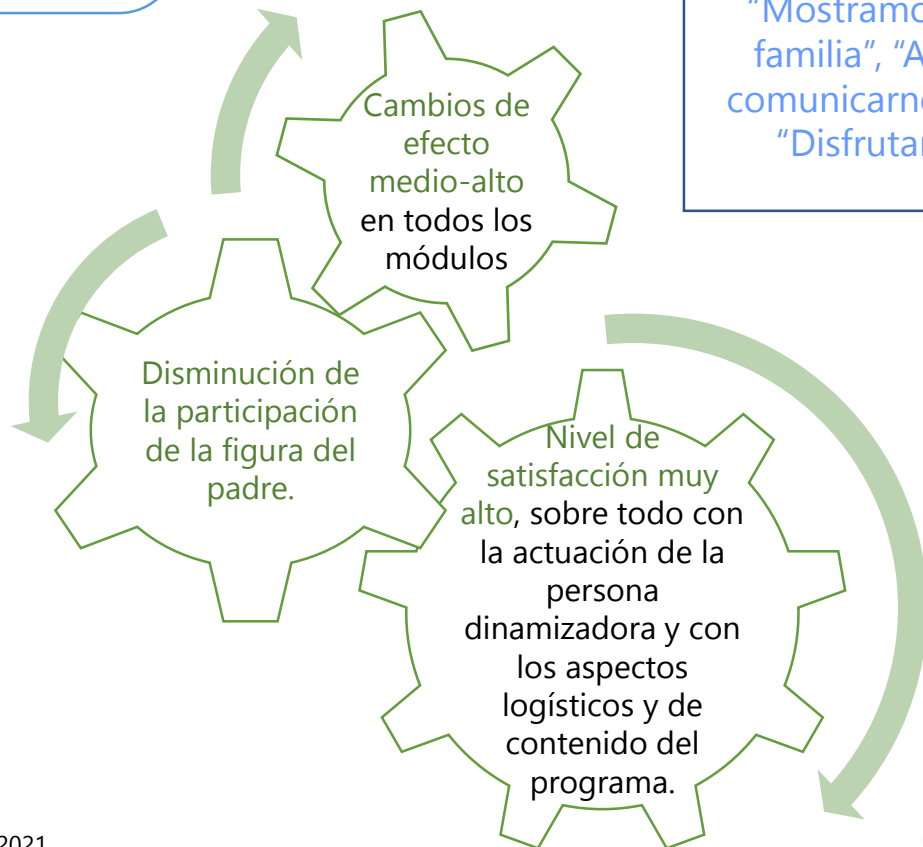 "Mostramo
familia", "A
comunicarn
"Disfruta
Cambios de
efecto
medio-alto
en todos los
módulos
Disminución de
la participación
de la figura del
padre.
Nivel de
satisfacción muy
alto, sobre todo con
la actuación de la
persona
dinamizadora y con
los aspectos
logísticos y de
contenido del
programa.
2021